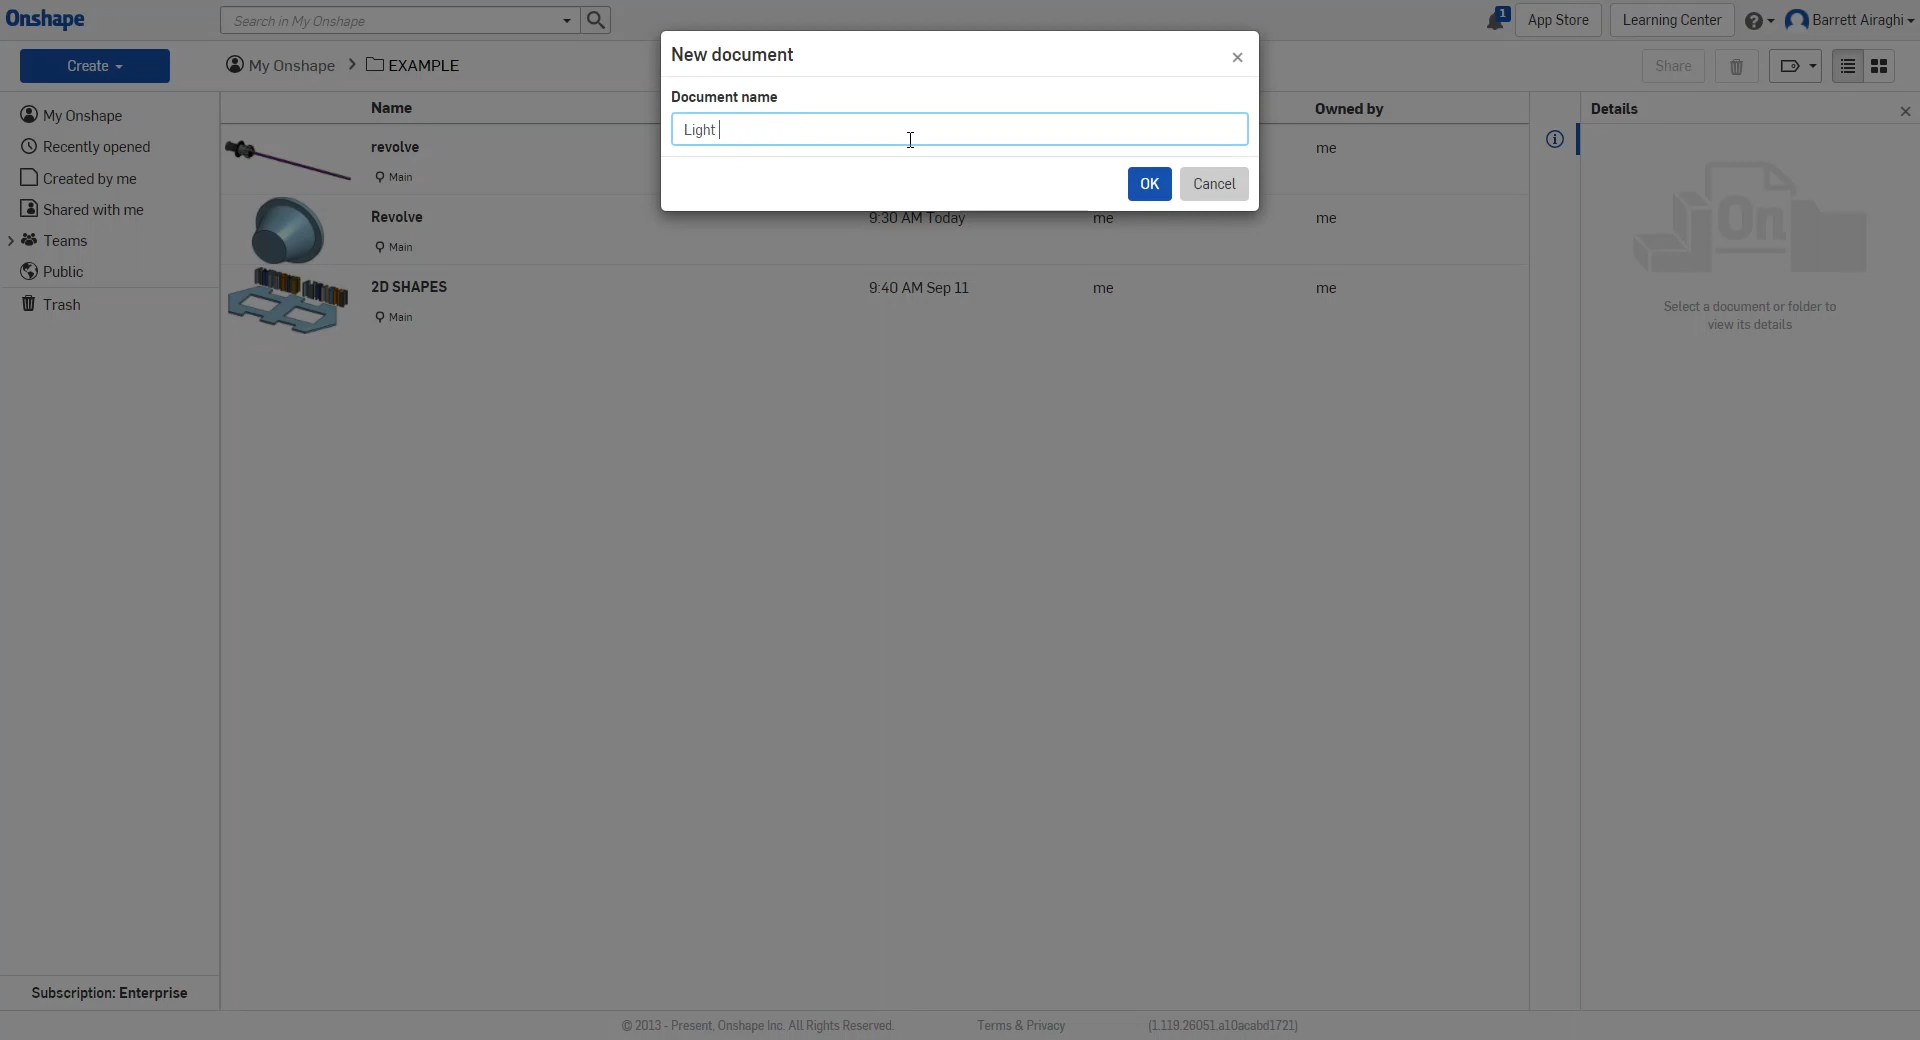 Onshape
Search in My Onshape
1
App Store
Learning Center
Barrett Airaghi
Create
My Onshape
EXAMPLE
Share
New document
Document name
Light
OK
Cancel
My Onshape
Recently opened
Created by me
Shared with me
Teams
Public
Trash
Name
Owned by
revolve
Main
me
Revolve
Main
9:30 AM Today
me
me
2D SHAPES
Main
9:40 AM Sep 11
me
me
Details
On
Select a document or folder to
view its details
Subscription: Enterprise
© 2013 - Present, Onshape Inc. All Rights Reserved.
Terms & Privacy
(1.119.26051.a10acabd1721)